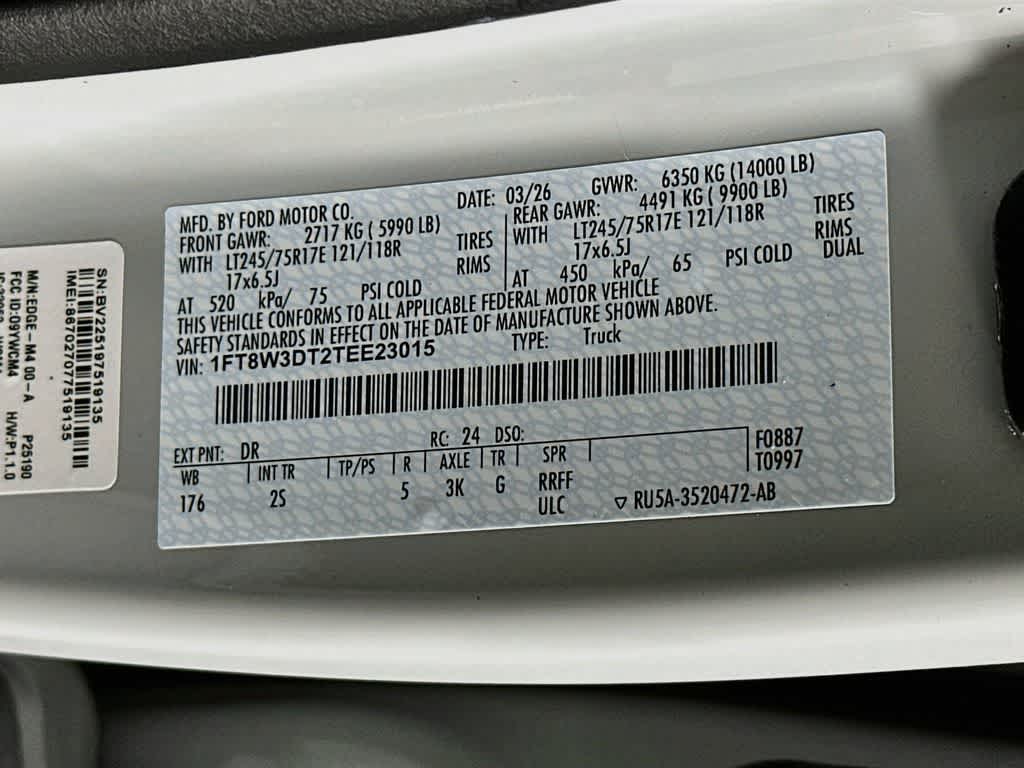 MFD. BY FORD MOTOR CO.
DATE: 03/26
GVWR: 6350 KG (14000 LB)
FRONT GAWR: 2717 KG ( 5990 LB)
WITH LT245/75R17E 121/118R TIRES
17x6.5J RIMS
AT 520 kPa/ 75 PSI COLD
REAR GAWR: 4491 KG ( 9900 LB)
WITH LT245/75R17E 121/118R TIRES
17x6.5J RIMS
AT 450 kPa/ 65 PSI COLD DUAL
THIS VEHICLE CONFORMS TO ALL APPLICABLE FEDERAL MOTOR VEHICLE
SAFETY STANDARDS IN EFFECT ON THE DATE OF MANUFACTURE SHOWN ABOVE.
VIN: 1FT8W3DT2TEE23015
TYPE: Truck
EXT PNT: DR RC: 24 DSO: F0887
WB INT TR TP/PS R AXLE TR SPR T0997
176 2S 5 3K G RRFF
ULC RU5A-3520472-AB
SN:BV225197519135
IMEI:887027077519135
M/N:EDGE-M4 00-A P25190
FCC ID:O9YVVCM4 H/W:P1.1.0